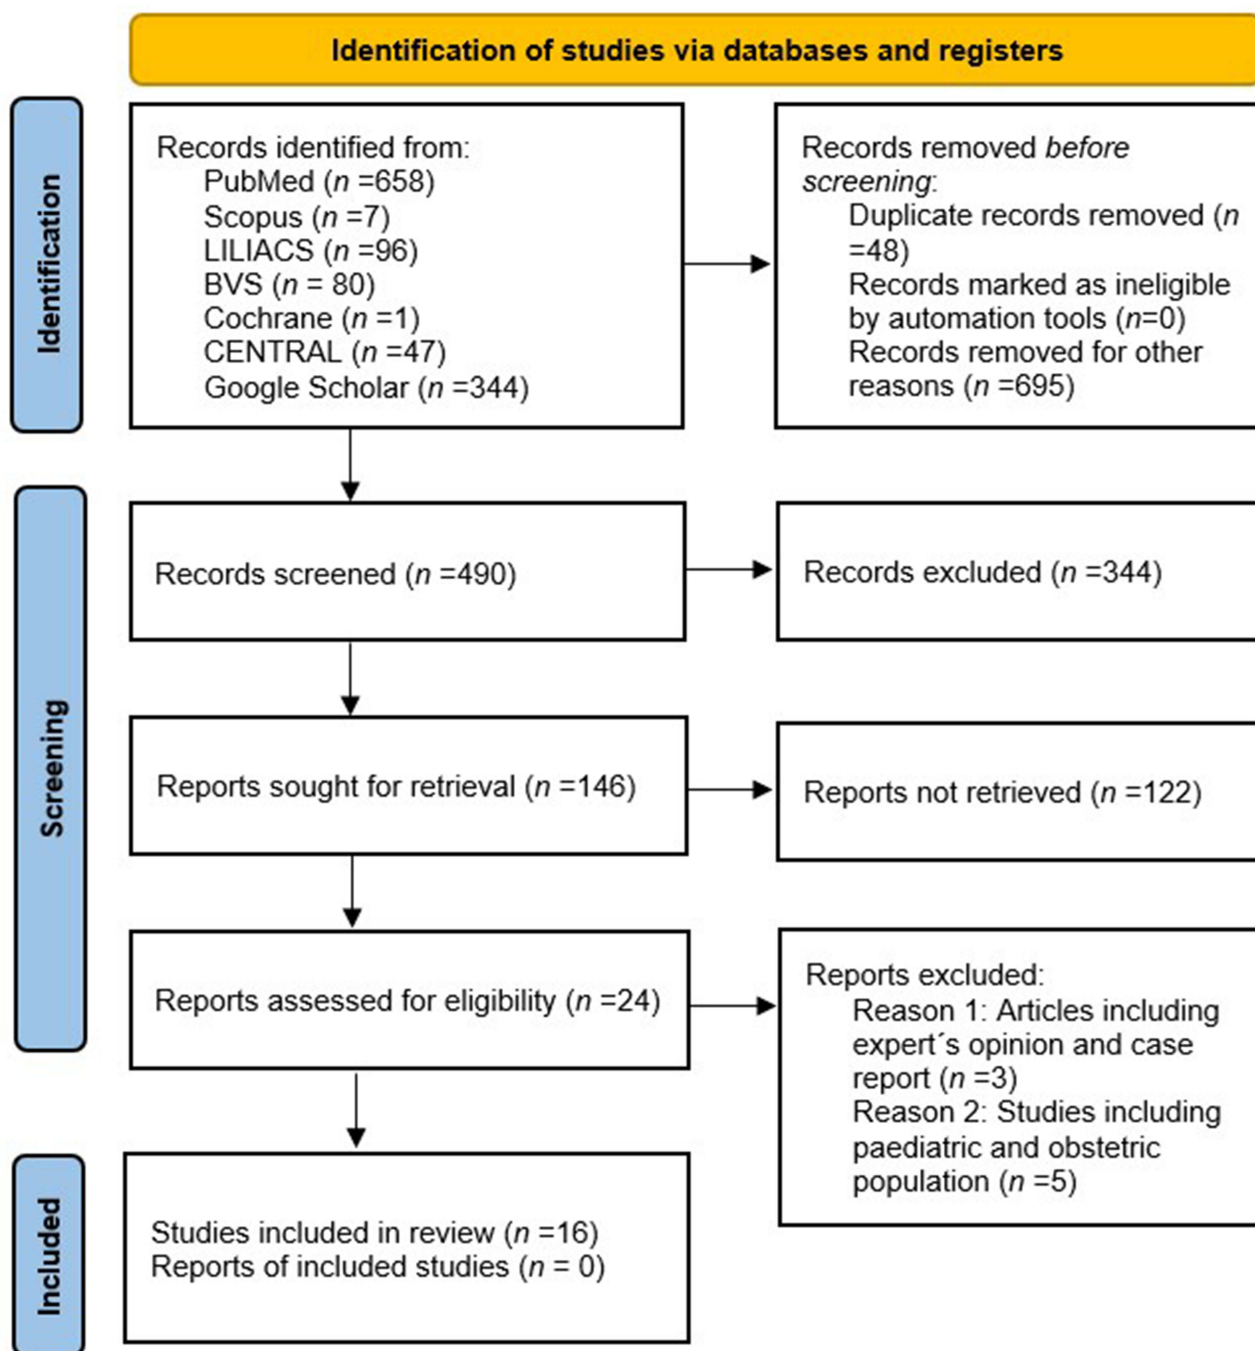 Identification of studies via databases and registers
Identification
Records identified from:
PubMed (n =658)
Scopus (n =7)
LILIACS (n =96)
BVS (n = 80)
Cochrane (n =1)
CENTRAL (n =47)
Google Scholar (n =344)
Records removed before
screening:
Duplicate records removed (n
=48)
Records marked as ineligible
by automation tools (n=0)
Records removed for other
reasons (n =695)
Screening
Records screened (n =490)
Records excluded (n =344)
Reports sought for retrieval (n =146)
Reports not retrieved (n =122)
Reports assessed for eligibility (n =24)
Reports excluded:
Reason 1: Articles including
expert´s opinion and case
report (n =3)
Reason 2: Studies including
paediatric and obstetric
population (n =5)
Included
Studies included in review (n =16)
Reports of included studies (n = 0)